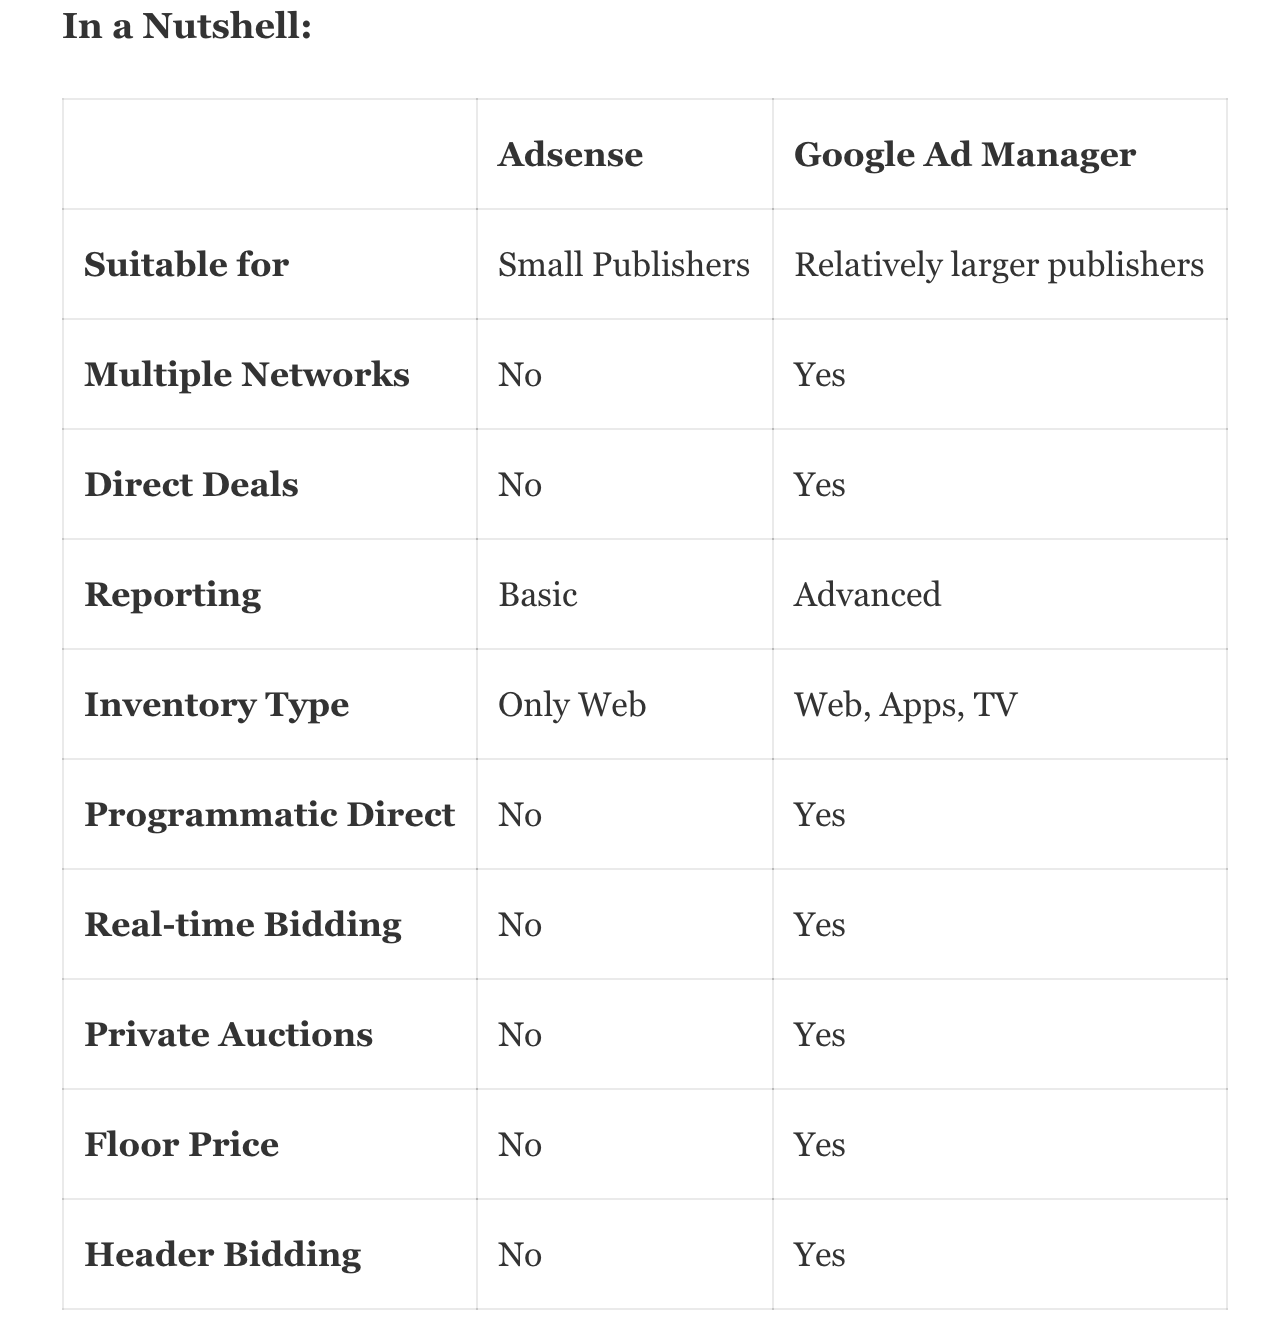 In a Nutshell:
Adsense Google Ad Manager
Suitable for Small Publishers Relatively larger publishers
Multiple Networks No Yes
Direct Deals No Yes
Reporting Basic Advanced
Inventory Type Only Web Web, Apps, TV
Programmatic Direct No Yes
Real-time Bidding No Yes
Private Auctions No Yes
Floor Price No Yes
Header Bidding No Yes